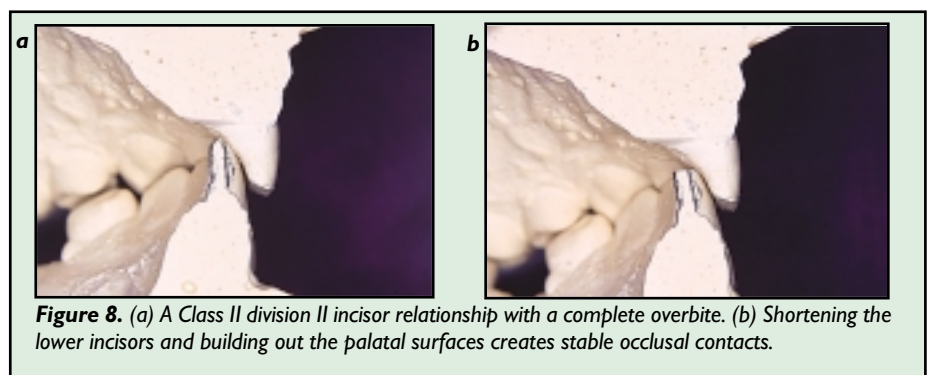 a
b
Figure 8. (a) A Class II division II incisor relationship with a complete overbite. (b) Shortening the
lower incisors and building out the palatal surfaces creates stable occlusal contacts.